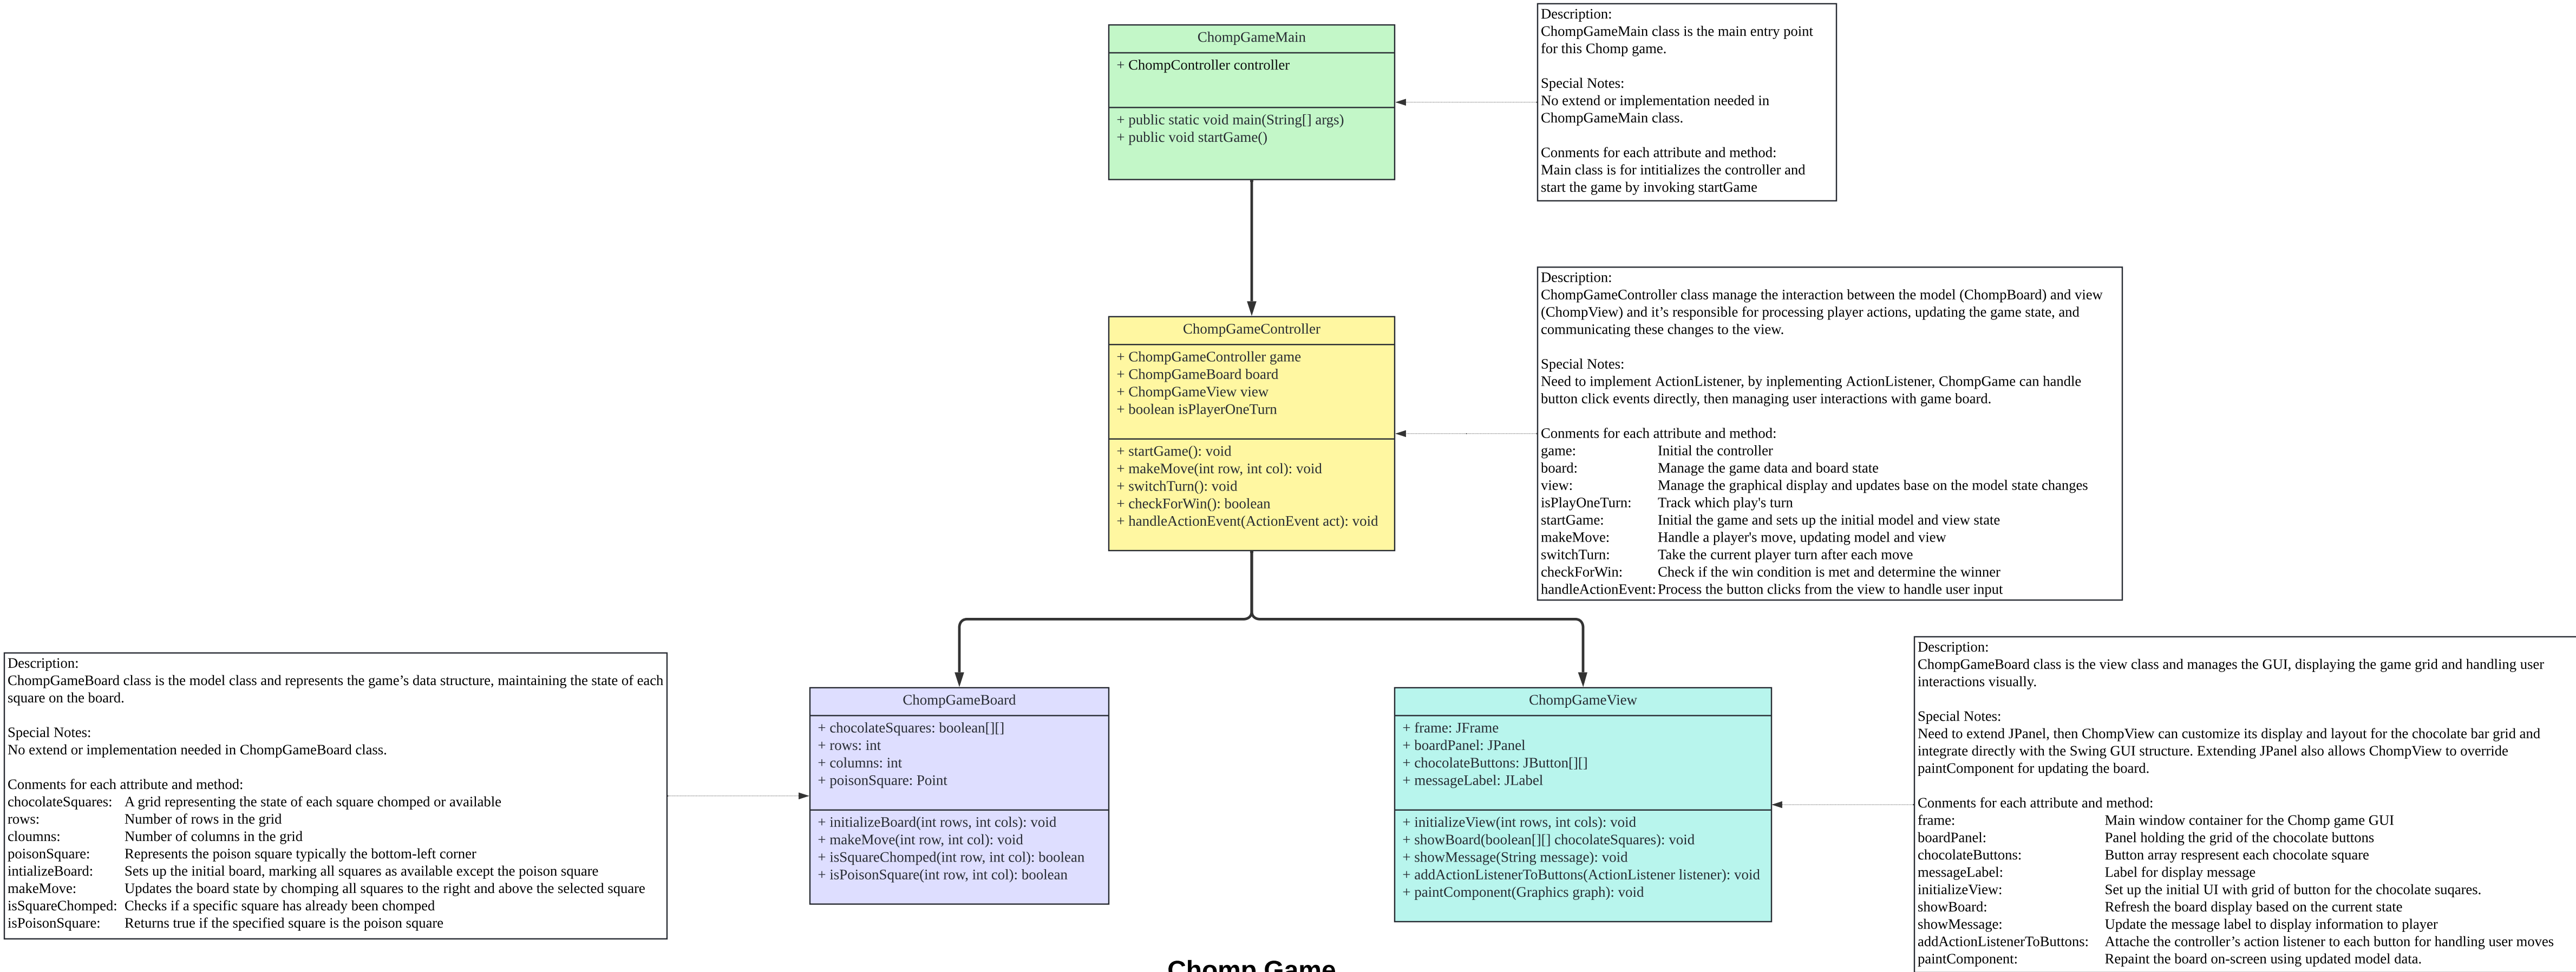 ChompGameMain
+ ChompController controller
+ public static void main(String[] args)
+ public void startGame()
Description:
ChompGameMain class is the main entry point
for this Chomp game.
Special Notes:
No extend or implementation needed in
ChompGameMain class.
Conments for each attribute and method:
Main class is for intitializes the controller and
start the game by invoking startGame
ChompGameController
+ ChompGameController game
+ ChompGameBoard board
+ ChompGameView view
+ boolean isPlayerOneTurn
+ startGame(): void
+ makeMove(int row, int col): void
+ switchTurn(): void
+ checkForWin(): boolean
+ handleActionEvent(ActionEvent act): void
Description:
ChompGameController class manage the interaction between the model (ChompBoard) and view
(ChompView) and it’s responsible for processing player actions, updating the game state, and
communicating these changes to the view.
Special Notes:
Need to implement ActionListener, by inplementing ActionListener, ChompGame can handle
button click events directly, then managing user interactions with game board.
Conments for each attribute and method:
game: Initial the controller
board: Manage the game data and board state
view: Manage the graphical display and updates base on the model state changes
isPlayOneTurn: Track which play's turn
startGame: Initial the game and sets up the initial model and view state
makeMove: Handle a player's move, updating model and view
switchTurn: Take the current player turn after each move
checkForWin: Check if the win condition is met and determine the winner
handleActionEvent: Process the button clicks from the view to handle user input
Description:
ChompGameBoard class is the model class and represents the game’s data structure, maintaining the state of each
square on the board.
Special Notes:
No extend or implementation needed in ChompGameBoard class.
Conments for each attribute and method:
chocolateSquares: A grid representing the state of each square chomped or available
rows: Number of rows in the grid
cloumns: Number of columns in the grid
poisonSquare: Represents the poison square typically the bottom-left corner
intializeBoard: Sets up the initial board, marking all squares as available except the poison square
makeMove: Updates the board state by chomping all squares to the right and above the selected square
isSquareChomped: Checks if a specific square has already been chomped
isPoisonSquare: Returns true if the specified square is the poison square
ChompGameBoard
+ chocolateSquares: boolean[][]
+ rows: int
+ columns: int
+ poisonSquare: Point
+ initializeBoard(int rows, int cols): void
+ makeMove(int row, int col): void
+ isSquareChomped(int row, int col): boolean
+ isPoisonSquare(int row, int col): boolean
ChompGameView
+ frame: JFrame
+ boardPanel: JPanel
+ chocolateButtons: JButton[][]
+ messageLabel: JLabel
+ initializeView(int rows, int cols): void
+ showBoard(boolean[][] chocolateSquares): void
+ showMessage(String message): void
+ addActionListenerToButtons(ActionListener listener): void
+ paintComponent(Graphics graph): void
Description:
ChompGameBoard class is the view class and manages the GUI, displaying the game grid and handling user
interactions visually.
Special Notes:
Need to extend JPanel, then ChompView can customize its display and layout for the chocolate bar grid and
integrate directly with the Swing GUI structure. Extending JPanel also allows ChompView to override
paintComponent for updating the board.
Conments for each attribute and method:
frame: Main window container for the Chomp game GUI
boardPanel: Panel holding the grid of the chocolate buttons
chocolateButtons: Button array respresent each chocolate square
messageLabel: Label for display message
initializeView: Set up the initial UI with grid of button for the chocolate suqares.
showBoard: Refresh the board display based on the current state
showMessage: Update the message label to display information to player
addActionListenerToButtons: Attache the controller’s action listener to each button for handling user moves
paintComponent: Repaint the board on-screen using updated model data.
Chomp Game